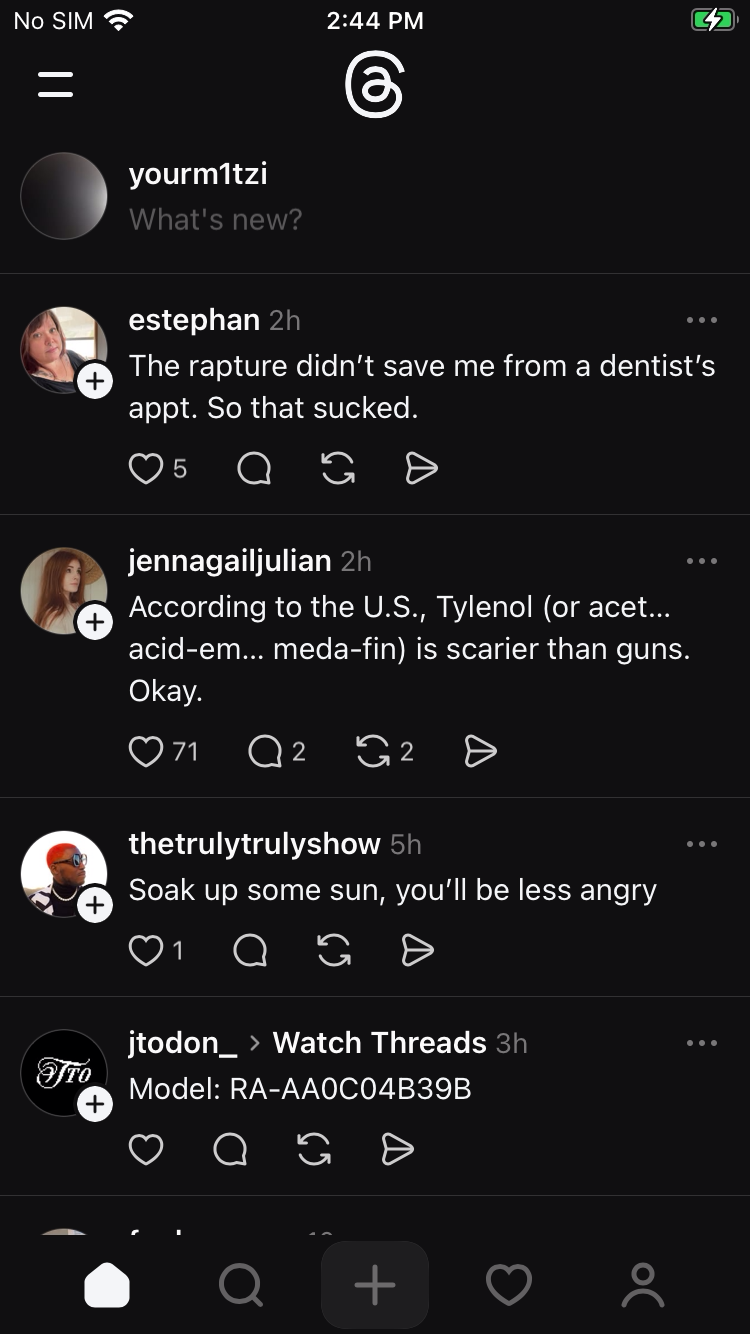 No SIM 2:44 PM
yourm1tzi
What's new?
estephan 2h
The rapture didn’t save me from a dentist’s
appt. So that sucked.
5
jennagailjulian 2h
According to the U.S., Tylenol (or acet...
acid-em... meda-fin) is scarier than guns.
Okay.
71 2 2
thetrulytrulyshow 5h
Soak up some sun, you’ll be less angry
1
jtodon_ > Watch Threads 3h
JTO
Model: RA-AA0C04B39B